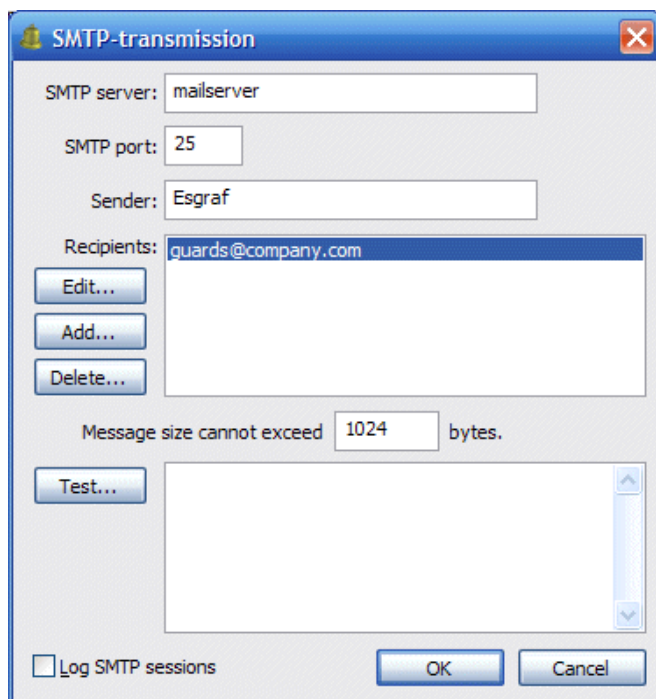 SMTP-transmission
SMTP server: mailserver
SMTP port: 25
Sender: Esgraf
Recipients: guards@company.com
Edit...
Add...
Delete...
Message size cannot exceed 1024 bytes.
Test...
Log SMTP sessions OK Cancel